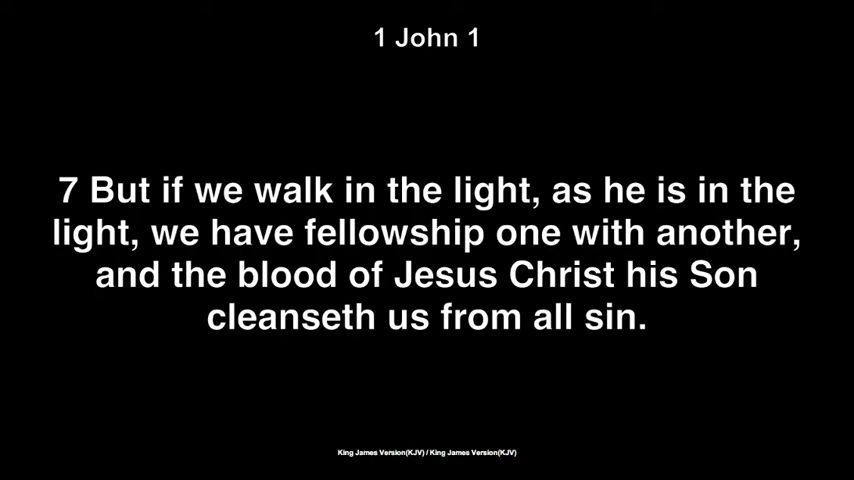 1 John 1
7 But if we walk in the light, as he is in the
light, we have fellowship one with another,
and the blood of Jesus Christ his Son
cleanseth us from all sin.
King James Version(KJV) / King James Version(KJV)